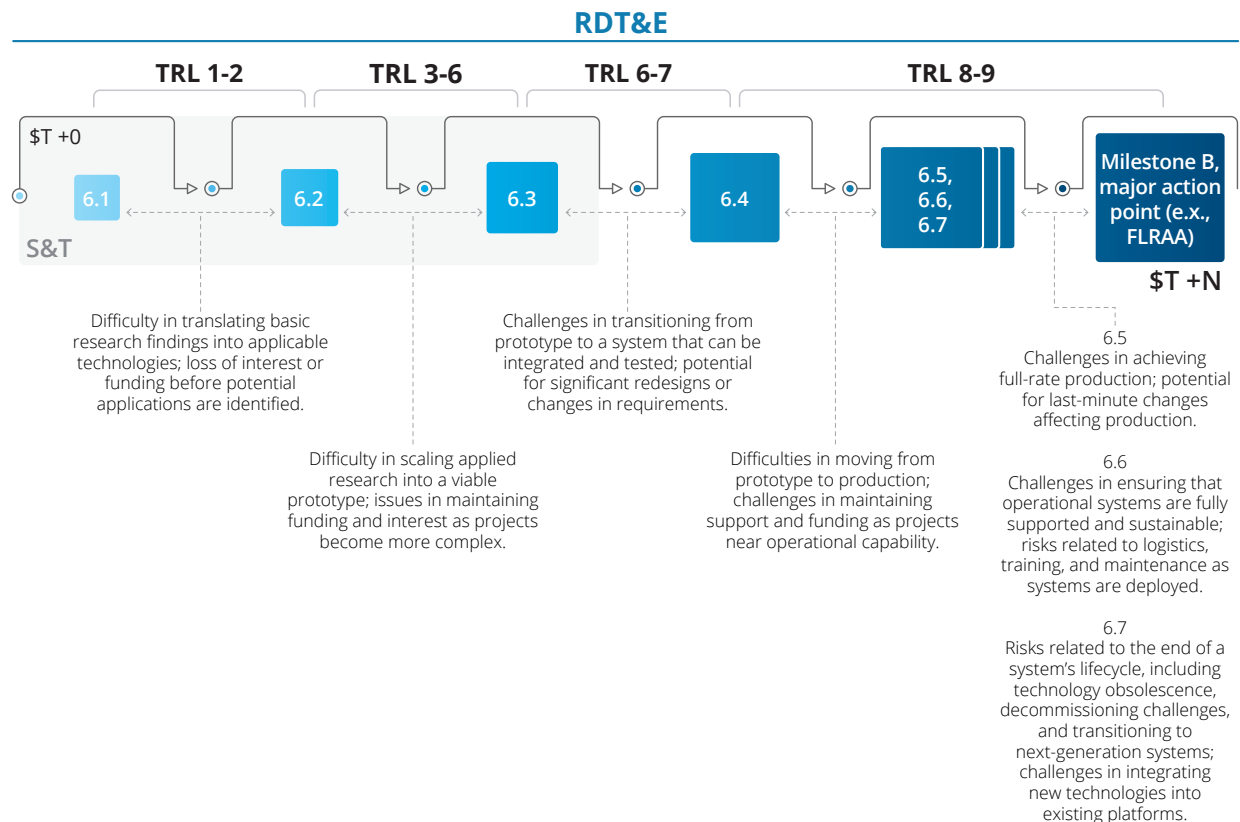 RDT&E
TRL 1-2
TRL 3-6
TRL 6-7
TRL 8-9
$T +0
6.1
6.2
6.3
6.4
6.5,
6.6,
6.7
Milestone B,
major action
point (e.x.,
FLRAA)
S&T
$T +N
Difficulty in translating basic
research findings into applicable
technologies; loss of interest or
funding before potential
applications are identified.
Difficulty in scaling applied
research into a viable
prototype; issues in maintaining
funding and interest as projects
become more complex.
Challenges in transitioning from
prototype to a system that can be
integrated and tested; potential
for significant redesigns or
changes in requirements.
Difficulties in moving from
prototype to production;
challenges in maintaining
support and funding as projects
near operational capability.
6.5
Challenges in achieving
full-rate production; potential
for last-minute changes
affecting production.
6.6
Challenges in ensuring that
operational systems are fully
supported and sustainable;
risks related to logistics,
training, and maintenance as
systems are deployed.
6.7
Risks related to the end of a
system's lifecycle, including
technology obsolescence,
decommissioning challenges,
and transitioning to
next-generation systems;
challenges in integrating
new technologies into
existing platforms.